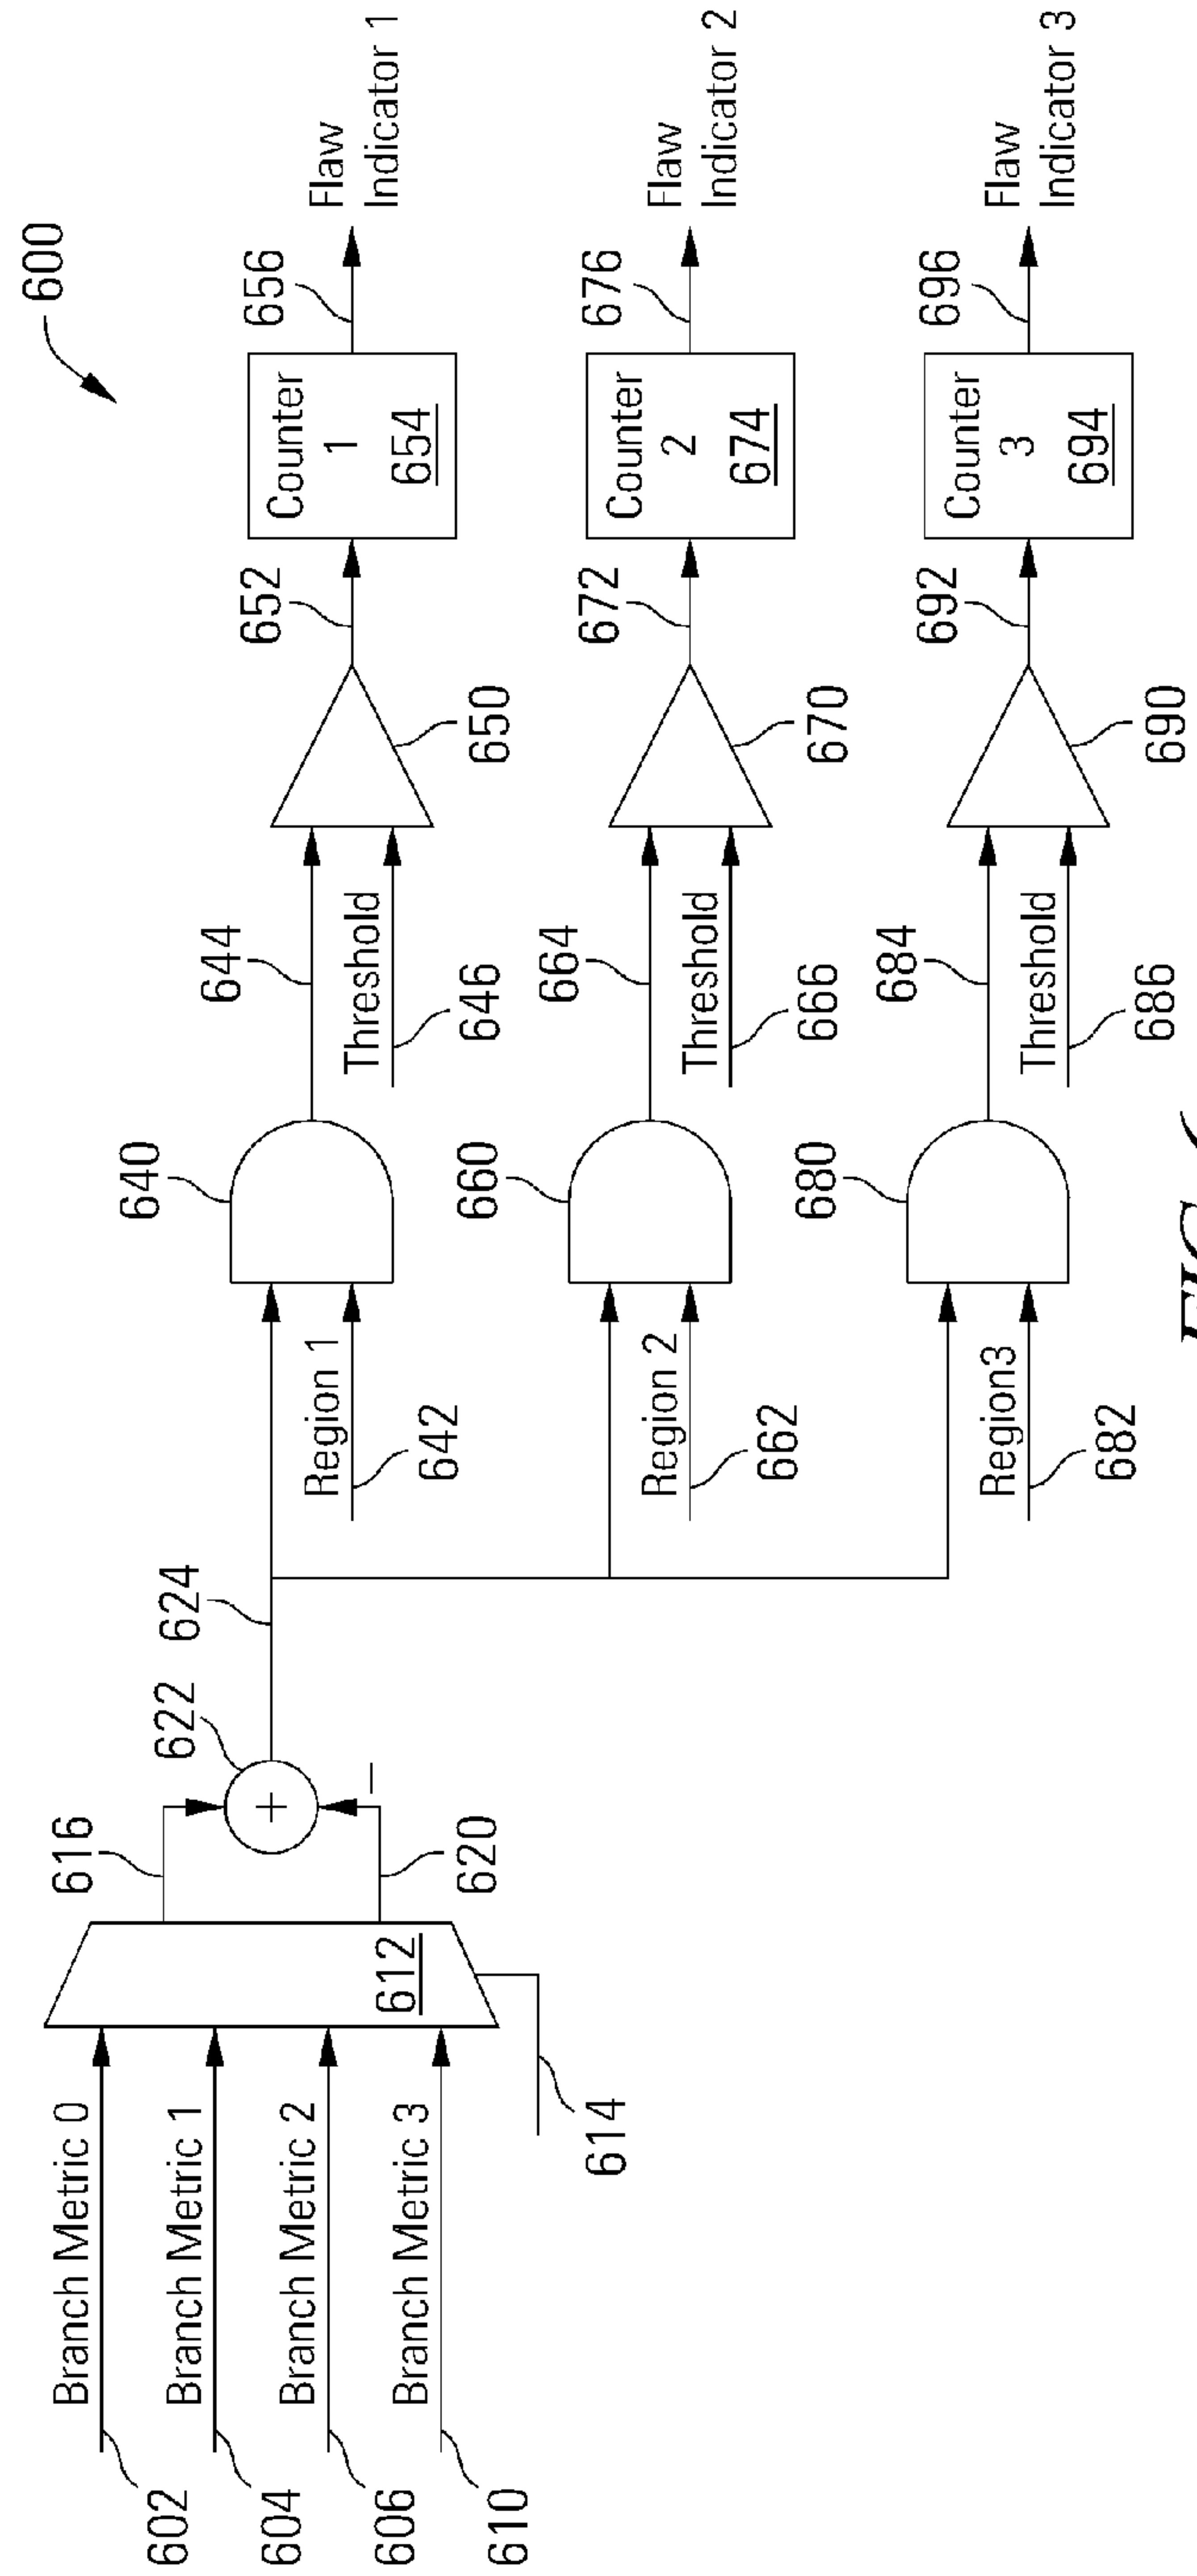 600
602
Branch Metric 0
604
Branch Metric 1
606
Branch Metric 2
610
Branch Metric 3
612
614
616
620
+
−
622
624
Region 1
642
640
644
Threshold
646
650
652
Counter
1
654
656
Flaw
Indicator 1
Region 2
662
660
664
Threshold
666
670
672
Counter
2
674
676
Flaw
Indicator 2
Region3
682
680
684
Threshold
686
690
692
Counter
3
694
696
Flaw
Indicator 3